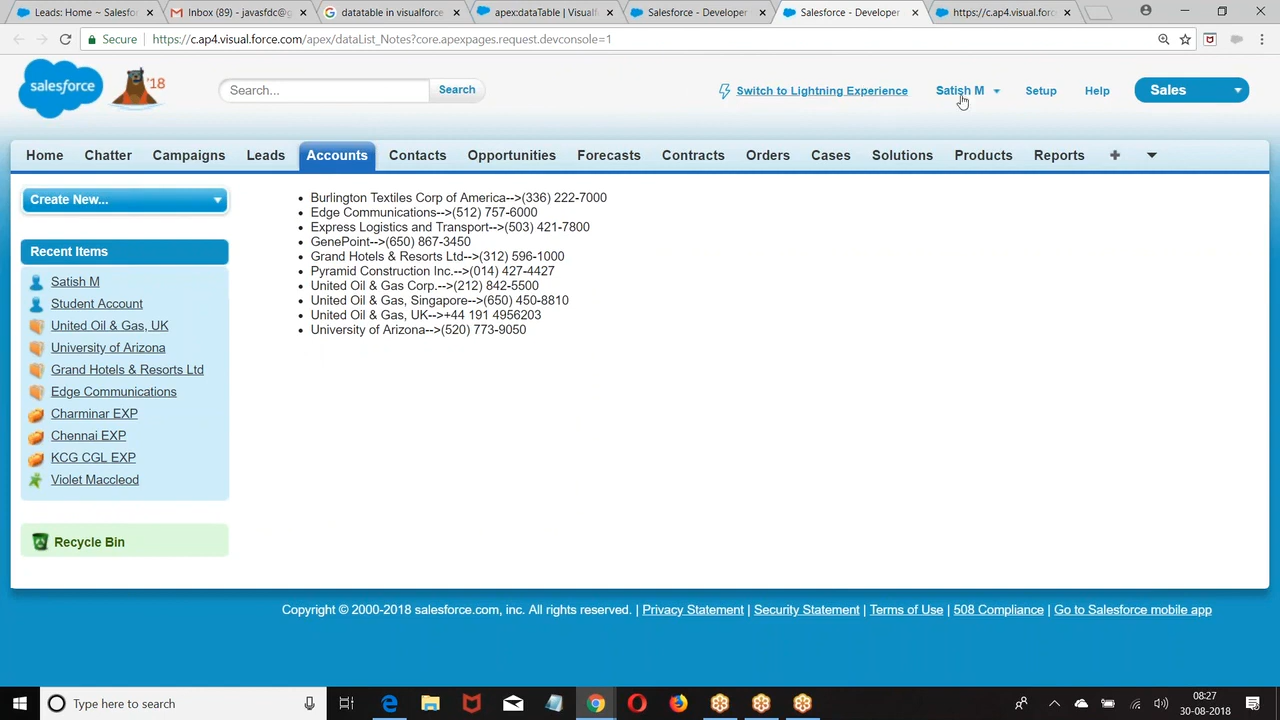 Leads: Home ~ Salesfor
Inbox (89) - javasfdc@g
datatable in visualforce
apex:dataTable | Visualf
Salesforce - Developer
Salesforce - Developer
https://c.ap4.visual.forc
Secure
https://c.ap4.visual.force.com/apex/dataList_Notes?core.apexpages.request.devconsole=1
salesforce
'18
Search...
Search
Switch to Lightning Experience
Satish M
Setup
Help
Sales
Home
Chatter
Campaigns
Leads
Accounts
Contacts
Opportunities
Forecasts
Contracts
Orders
Cases
Solutions
Products
Reports
Create New...
Recent Items
Satish M
Student Account
United Oil & Gas, UK
University of Arizona
Grand Hotels & Resorts Ltd
Edge Communications
Charminar EXP
Chennai EXP
KCG CGL EXP
Violet Maccleod
Recycle Bin
Burlington Textiles Corp of America-->(336) 222-7000
Edge Communications-->(512) 757-6000
Express Logistics and Transport-->(503) 421-7800
GenePoint-->(650) 867-3450
Grand Hotels & Resorts Ltd-->(312) 596-1000
Pyramid Construction Inc.-->(014) 427-4427
United Oil & Gas Corp.-->(212) 842-5500
United Oil & Gas, Singapore-->(650) 450-8810
United Oil & Gas, UK-->+44 191 4956203
University of Arizona-->(520) 773-9050
Copyright © 2000-2018 salesforce.com, inc. All rights reserved. | Privacy Statement | Security Statement | Terms of Use | 508 Compliance | Go to Salesforce mobile app
Type here to search
08:27
30-08-2018